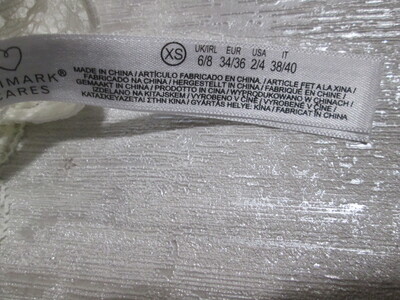 XS
UK/IRL EUR USA IT
6/8 34/36 2/4 38/40
MARK®
CARES
MADE IN CHINA / ARTÍCULO FABRICADO EN CHINA. / ARTICLE FET A LA XINA /
FABRICADO NA CHINA / HERGESTELLT IN CHINA / FABRIQUÉ EN CHINE /
GEMAAKT IN CHINA / PRODOTTO IN CINA / WYPRODUKOWANO W CHINACH /
IZDELANO NA KITAJSKEM / VYROBENO V ČÍNĚ / VYROBENÉ V ČÍNE /
ΚΑΤΑΣΚΕΥΑΖΕΤΑΙ ΣΤΗΝ ΚΙΝΑ / GYÁRTÁS HELYE: KÍNA / FABRICAT ÎN CHINA